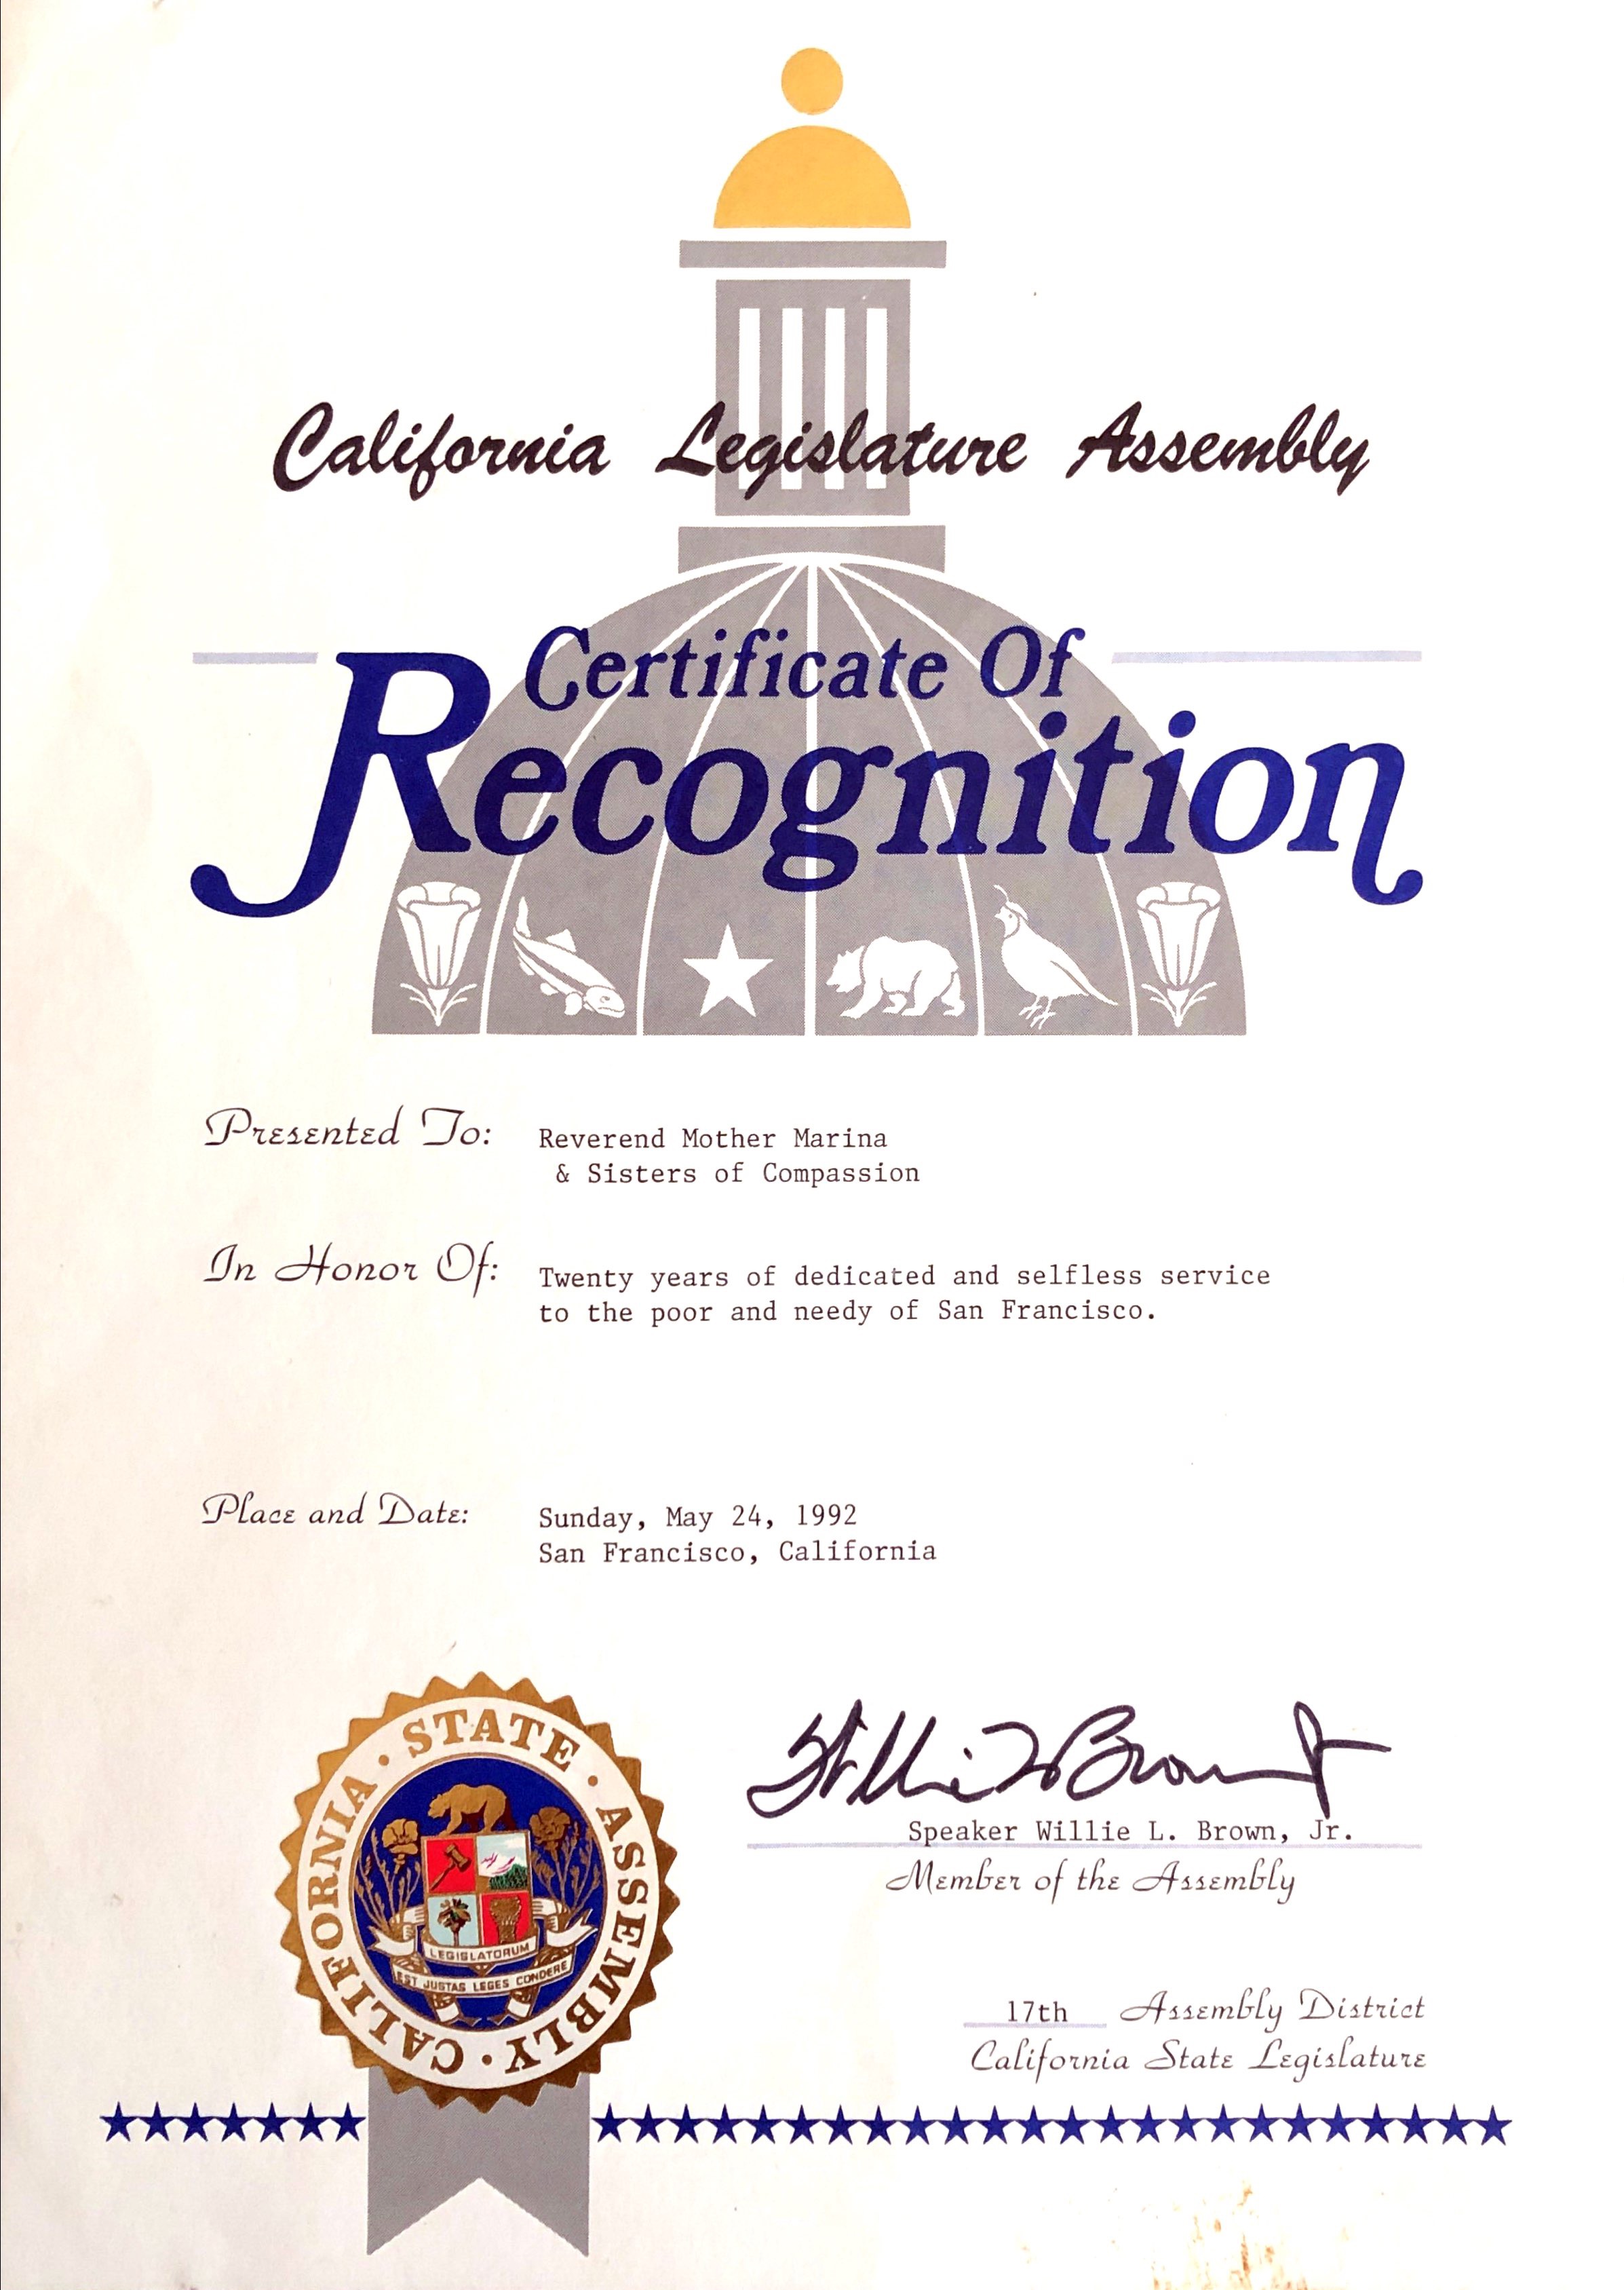 California Legislature Assembly
Certificate Of
Recognition
Presented To: Reverend Mother Marina
& Sisters of Compassion
In Honor Of: Twenty years of dedicated and selfless service
to the poor and needy of San Francisco.
Place and Date: Sunday, May 24, 1992
San Francisco, California
CALIFORNIA · STATE · ASSEMBLY ·
LEGISLATORUM
EST JUSTAS LEGES CONDERE
Willie L Brown Jr
Speaker Willie L. Brown, Jr.
Member of the Assembly
17th Assembly District
California State Legislature